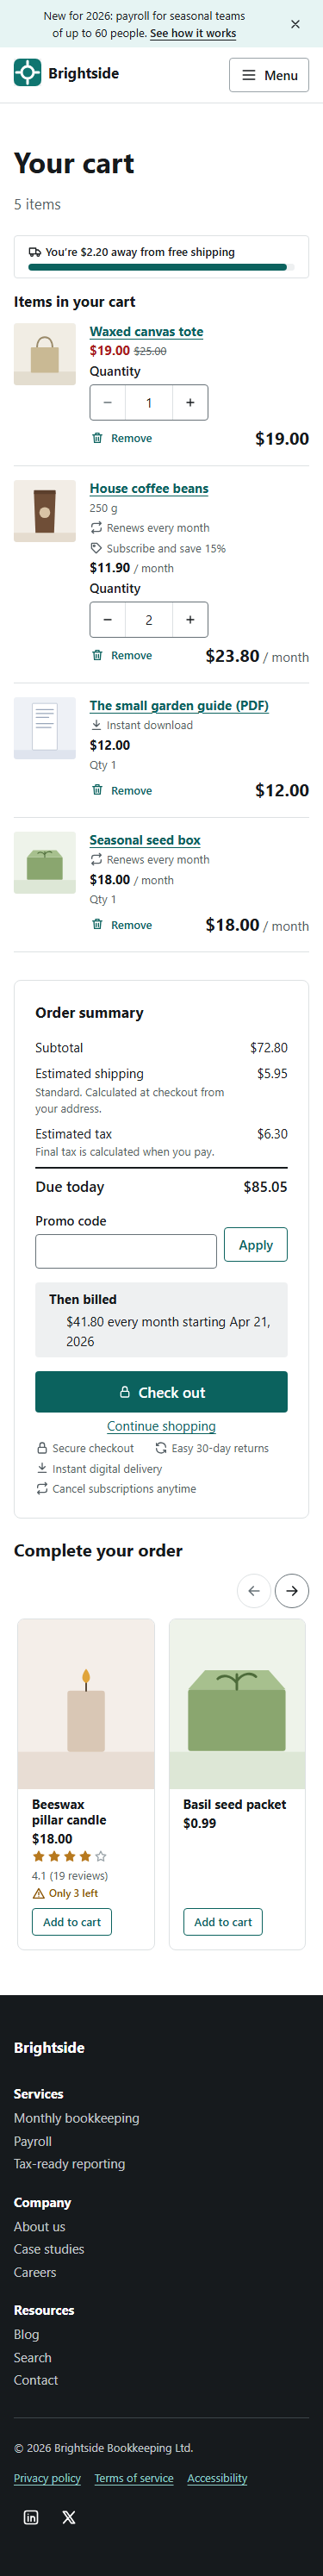 New for 2026: payroll for seasonal teams
of up to 60 people. See how it works
Brightside
Menu
Your cart
5 items
You're $2.20 away from free shipping
Items in your cart
Waxed canvas tote
$19.00 $25.00
Quantity
1
Remove
$19.00
House coffee beans
250 g
Renews every month
Subscribe and save 15%
$11.90 / month
Quantity
2
Remove
$23.80 / month
The small garden guide (PDF)
Instant download
$12.00
Qty 1
Remove
$12.00
Seasonal seed box
Renews every month
$18.00 / month
Qty 1
Remove
$18.00 / month
Order summary
Subtotal
$72.80
Estimated shipping
$5.95
Standard. Calculated at checkout from
your address.
Estimated tax
$6.30
Final tax is calculated when you pay.
Due today
$85.05
Promo code
Apply
Then billed
$41.80 every month starting Apr 21,
2026
Check out
Continue shopping
Secure checkout
Easy 30-day returns
Instant digital delivery
Cancel subscriptions anytime
Complete your order
Beeswax
pillar candle
$18.00
4.1 (19 reviews)
Only 3 left
Add to cart
Basil seed packet
$0.99
Add to cart
Brightside
Services
Monthly bookkeeping
Payroll
Tax-ready reporting
Company
About us
Case studies
Careers
Resources
Blog
Search
Contact
© 2026 Brightside Bookkeeping Ltd.
Privacy policy
Terms of service
Accessibility